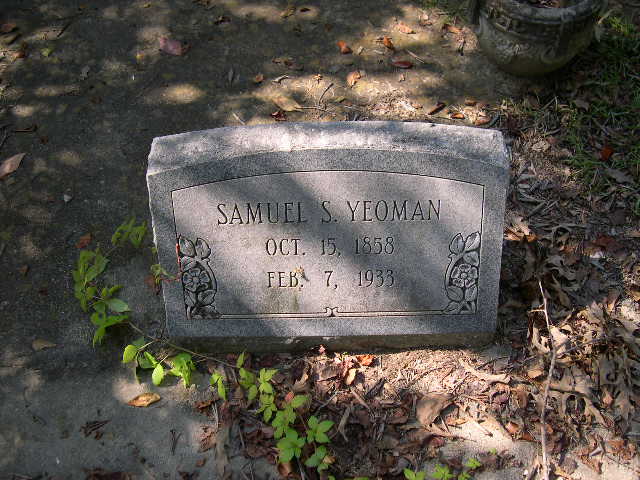 SAMUEL S. YEOMAN
OCT. 15, 1858
FEB. 7, 1933